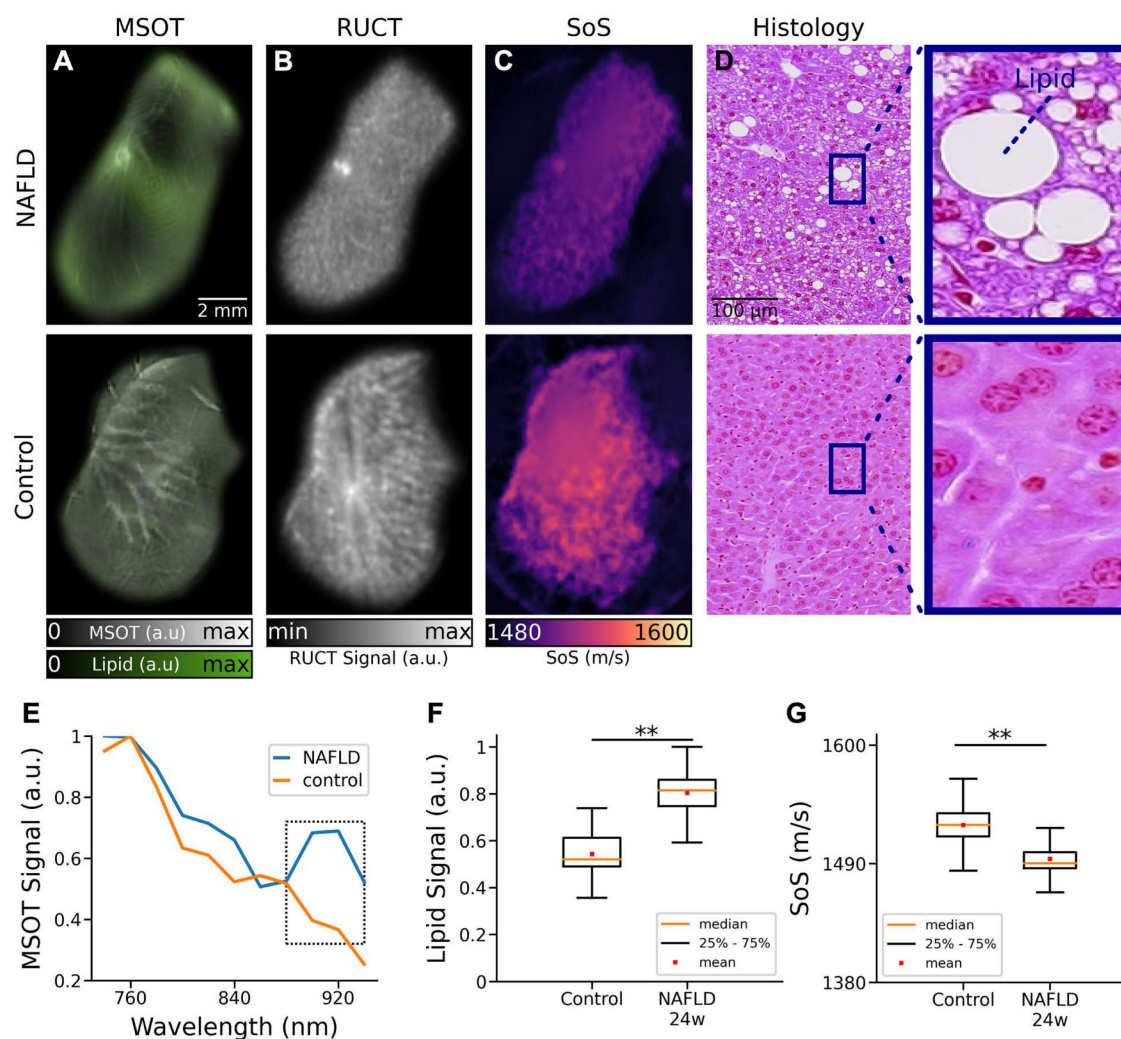 MSOT RUCT SoS Histology
A B C D
Lipid
NAFLD
2 mm
100 µm
Control
0 MSOT (a.u) max
min max
1480 1600
0 Lipid (a.u) max
RUCT Signal (a.u.)
SoS (m/s)
E
MSOT Signal (a.u.)
1
0.8
0.6
0.4
0.2
NAFLD
control
760 840 920
Wavelength (nm)
F
**
Lipid Signal (a.u.)
1
0.8
0.6
0.4
0.2
0
median
25% - 75%
mean
Control NAFLD
24w
G
**
SoS (m/s)
1600
1490
1380
median
25% - 75%
mean
Control NAFLD
24w